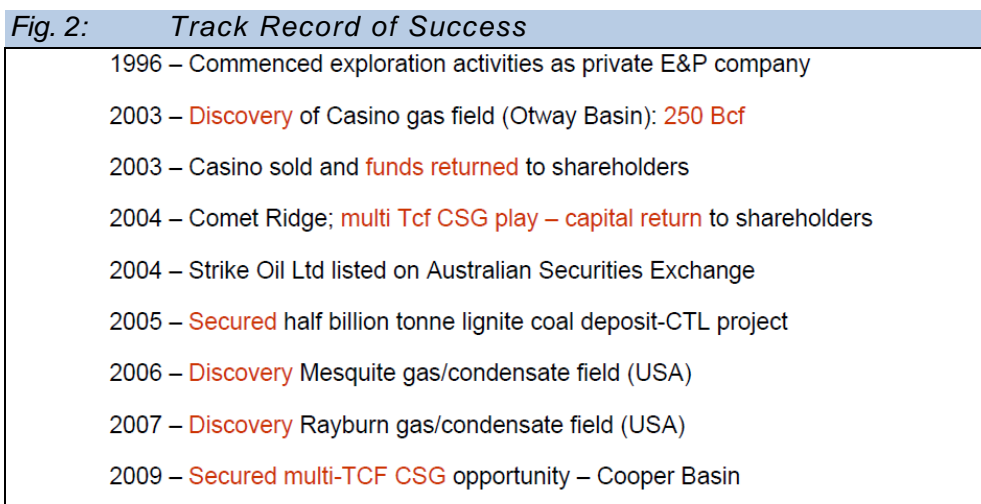 Fig. 2: Track Record of Success
1996 – Commenced exploration activities as private E&P company
2003 – Discovery of Casino gas field (Otway Basin): 250 Bcf
2003 – Casino sold and funds returned to shareholders
2004 – Comet Ridge; multi Tcf CSG play – capital return to shareholders
2004 – Strike Oil Ltd listed on Australian Securities Exchange
2005 – Secured half billion tonne lignite coal deposit-CTL project
2006 – Discovery Mesquite gas/condensate field (USA)
2007 – Discovery Rayburn gas/condensate field (USA)
2009 – Secured multi-TCF CSG opportunity – Cooper Basin